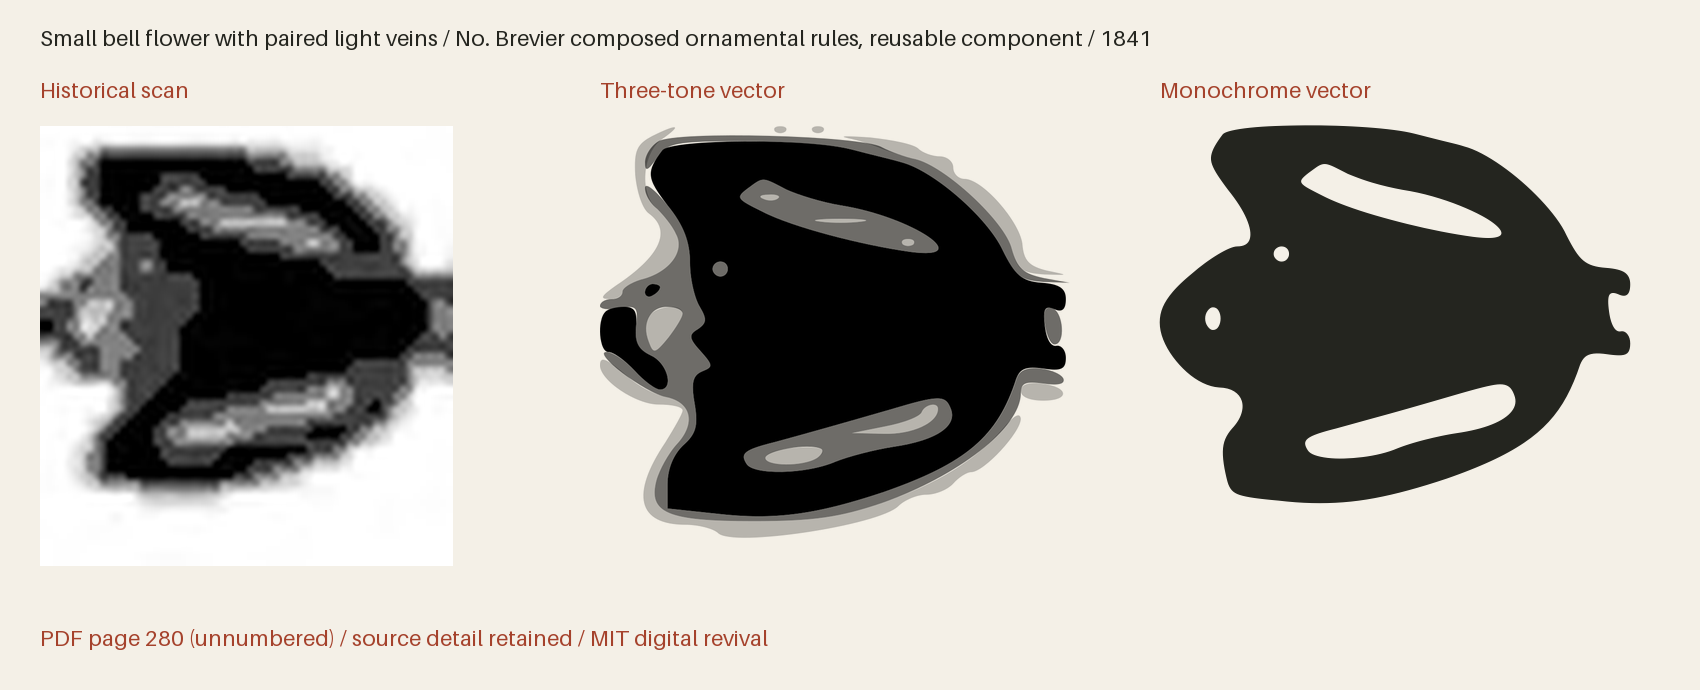 Small bell flower with paired light veins / No. Brevier composed ornamental rules, reusable component / 1841
Historical scan
Three-tone vector
Monochrome vector
PDF page 280 (unnumbered) / source detail retained / MIT digital revival